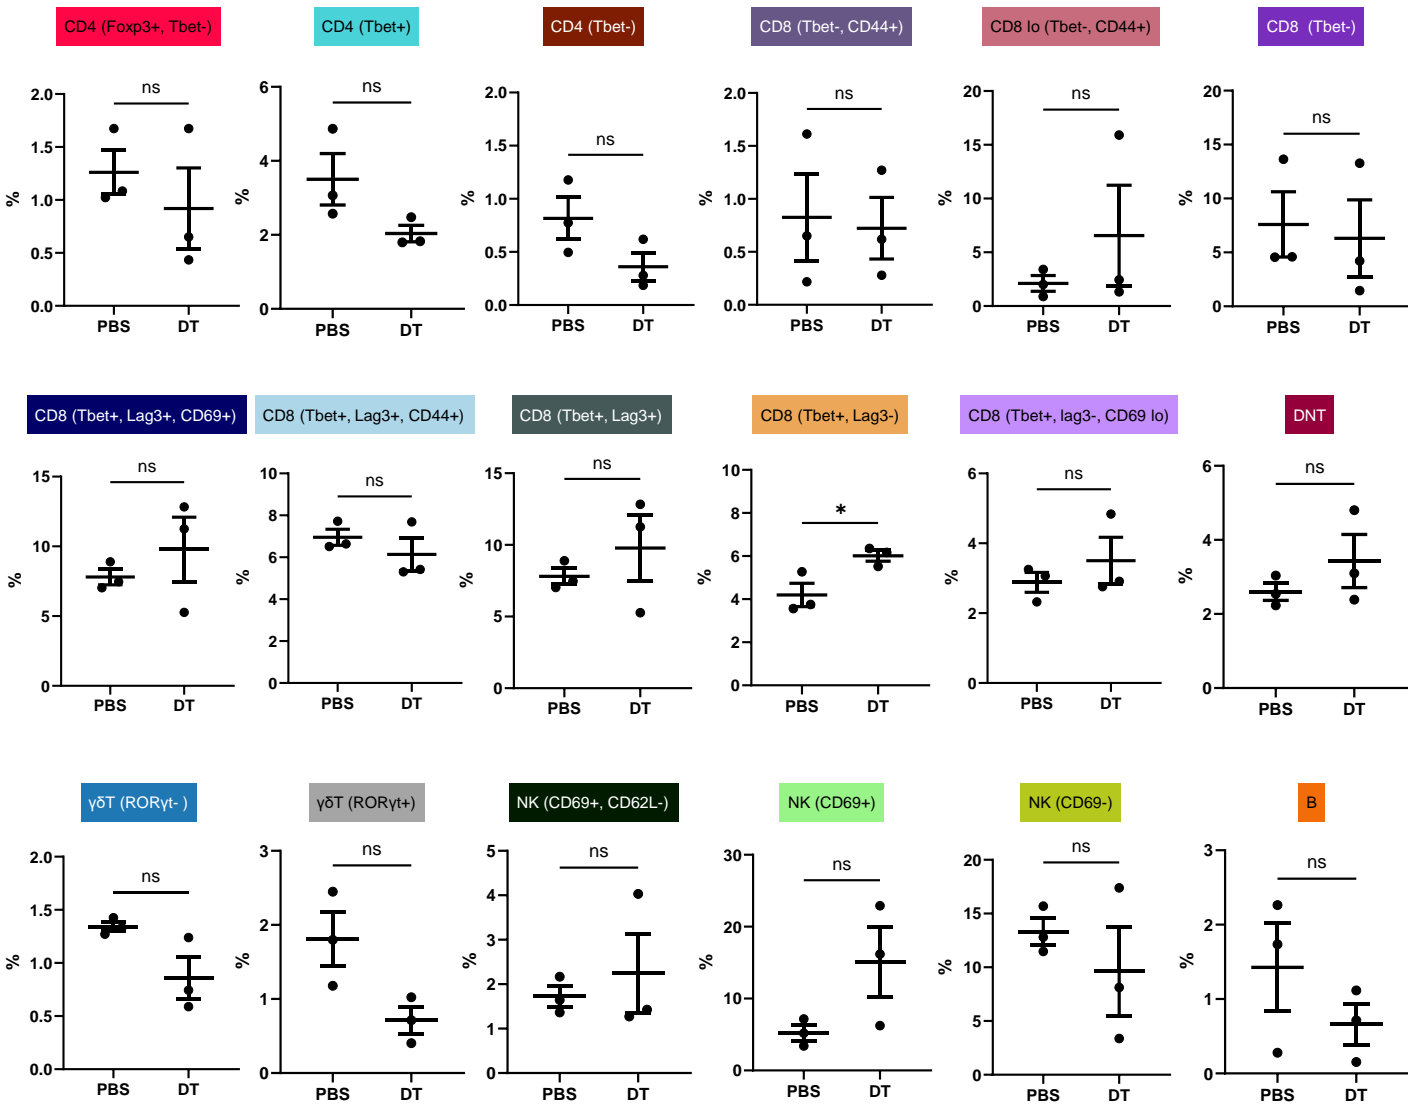 CD4 (Foxp3+, Tbet-)
CD4 (Tbet+)
CD4 (Tbet-)
CD8 (Tbet-, CD44+)
CD8 lo (Tbet-, CD44+)
CD8 (Tbet-)
ns
2.0
1.5
1.0
0.5
0.0
%
PBS DT
ns
6
4
2
0
%
PBS DT
ns
2.0
1.5
1.0
0.5
0.0
%
PBS DT
ns
2.0
1.5
1.0
0.5
0.0
%
PBS DT
ns
20
15
10
5
0
%
PBS DT
ns
20
15
10
5
0
%
PBS DT
CD8 (Tbet+, Lag3+, CD69+)
CD8 (Tbet+, Lag3+, CD44+)
CD8 (Tbet+, Lag3+)
CD8 (Tbet+, Lag3-)
CD8 (Tbet+, lag3-, CD69 lo)
DNT
ns
15
10
5
0
%
PBS DT
ns
10
8
6
4
2
0
%
PBS DT
ns
15
10
5
0
%
PBS DT
*
10
8
6
4
2
0
%
PBS DT
ns
6
4
2
0
%
PBS DT
ns
6
4
2
0
%
PBS DT
γδT (RORγt- )
γδT (RORγt+)
NK (CD69+, CD62L-)
NK (CD69+)
NK (CD69-)
B
ns
2.0
1.5
1.0
0.5
0.0
%
PBS DT
ns
3
2
1
0
%
PBS DT
ns
5
4
3
2
1
0
%
PBS DT
ns
30
20
10
0
%
PBS DT
ns
20
15
10
5
0
%
PBS DT
ns
3
2
1
0
%
PBS DT